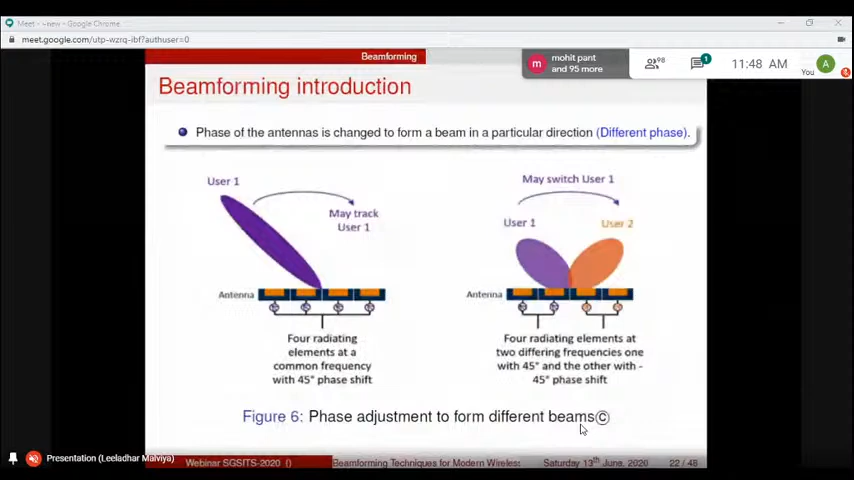 Meet - ~new - Google Chrome
meet.google.com/utp-wzrq-ibf?authuser=0
Beamforming
mohit pant
and 95 more
m
98
1
11:48 AM
You
A
Beamforming introduction
Phase of the antennas is changed to form a beam in a particular direction (Different phase).
User 1
May track
User 1
Antenna
Four radiating
elements at a
common frequency
with 45° phase shift
May switch User 1
User 1
User 2
Antenna
Four radiating elements at
two differing frequencies one
with 45° and the other with -
45° phase shift
Figure 6: Phase adjustment to form different beams©
Presentation (Leeladhar Malviya)
Webinar SGSITS-2020 ()
Beamforming Techniques for Modern Wireless
Saturday 13th June, 2020
22 / 48